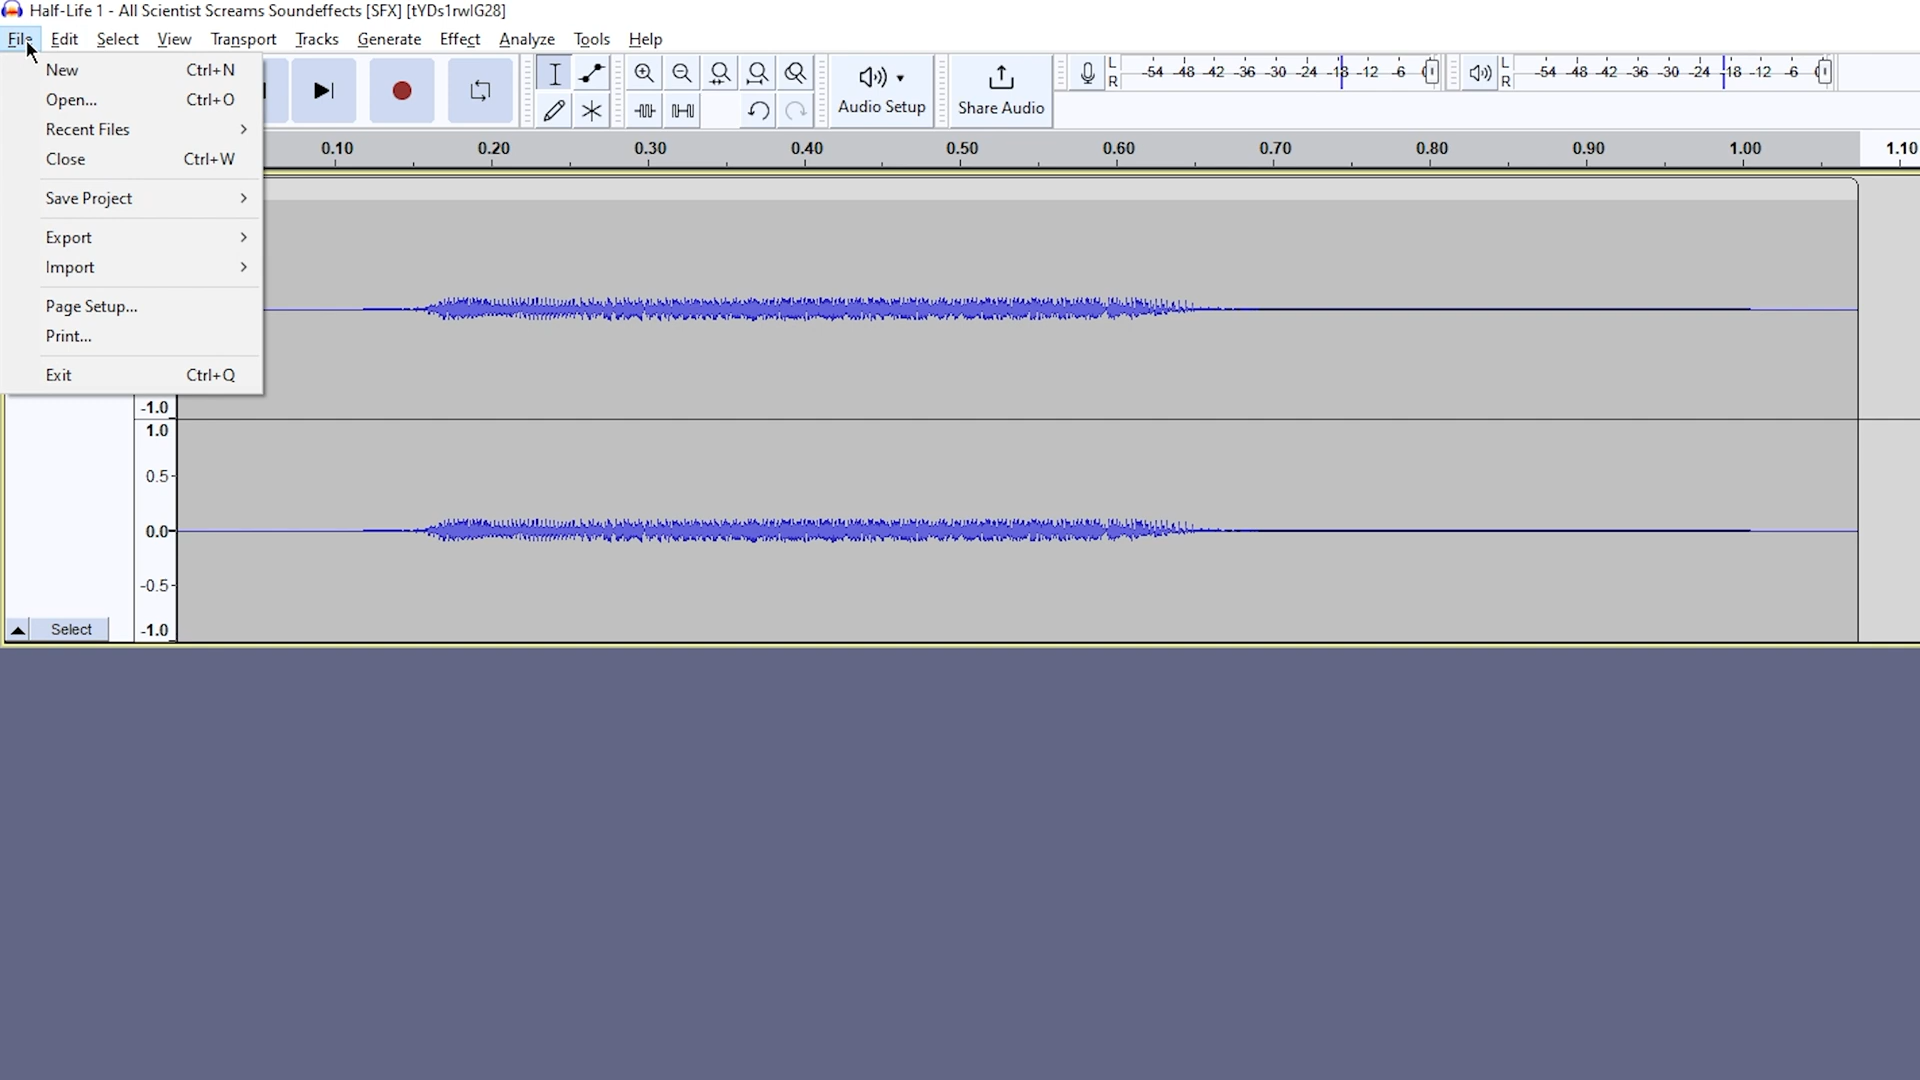 Half-Life 1 - All Scientist Screams Soundeffects [SFX] [tYDs1rwlG28]
File Edit Select View Transport Tracks Generate Effect Analyze Tools Help
New Ctrl+N
Open... Ctrl+O
Recent Files >
Close Ctrl+W
Save Project >
Export >
Import >
Page Setup...
Print...
Exit Ctrl+Q
Audio Setup
Share Audio
L
R
-54 -48 -42 -36 -30 -24 -18 -12 -6 0
L
R
-54 -48 -42 -36 -30 -24 -18 -12 -6 0
0.10 0.20 0.30 0.40 0.50 0.60 0.70 0.80 0.90 1.00 1.10
-1.0
1.0
0.5-
0.0-
-0.5-
-1.0
Select